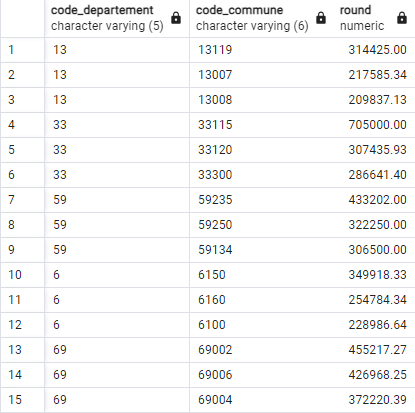 code_departement code_commune round
character varying (5) character varying (6) numeric
1 13 13119 314425.00
2 13 13007 217585.34
3 13 13008 209837.13
4 33 33115 705000.00
5 33 33120 307435.93
6 33 33300 286641.40
7 59 59235 433202.00
8 59 59250 322250.00
9 59 59134 306500.00
10 6 6150 349918.33
11 6 6160 254784.34
12 6 6100 228986.64
13 69 69002 455217.27
14 69 69006 426968.25
15 69 69004 372220.39